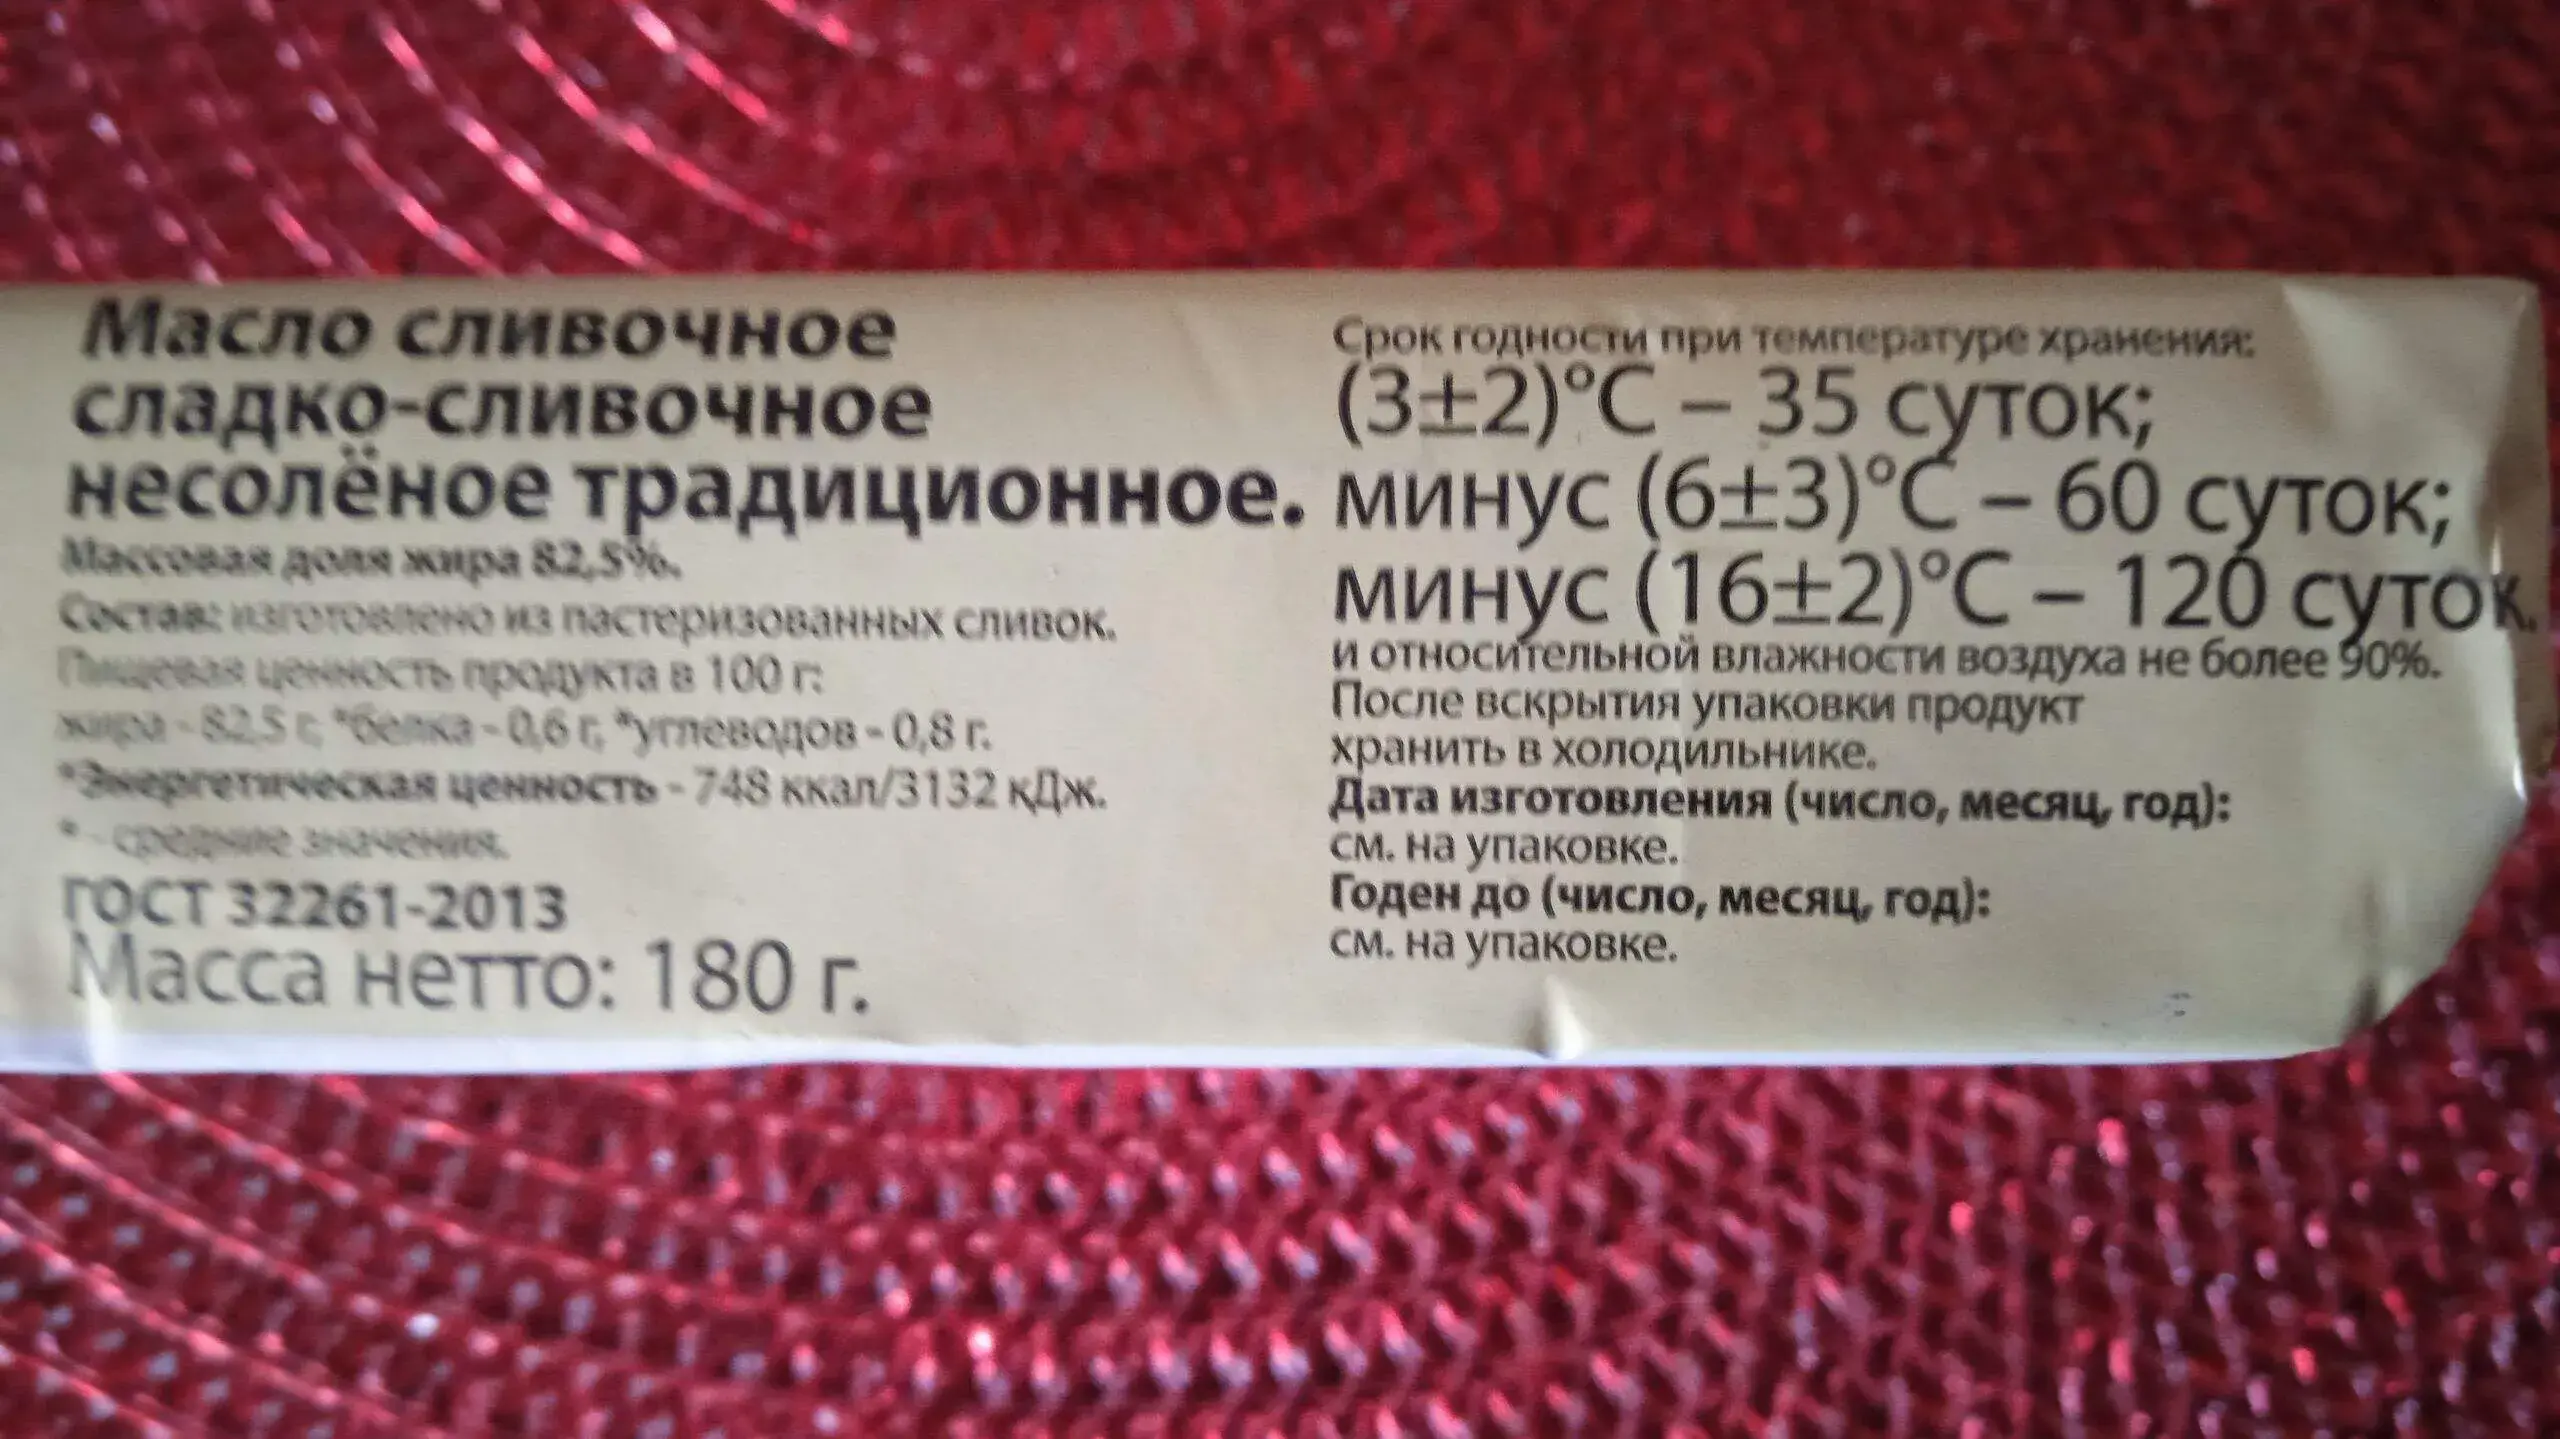 Масло сливочное
сладко-сливочное
несолёное традиционное.
Массовая доля жира 82,5%.
Состав: изготовлено из пастеризованных сливок.
Пищевая ценность продукта в 100 г:
жира - 82,5 г, *белка - 0,6 г, *углеводов - 0,8 г.
*Энергетическая ценность - 748 ккал/3132 кДж.
* - средние значения.
ГОСТ 32261-2013
Масса нетто: 180 г.
Срок годности при температуре хранения:
(3±2)°С – 35 суток;
минус (6±3)°С – 60 суток;
минус (16±2)°С – 120 суток.
и относительной влажности воздуха не более 90%.
После вскрытия упаковки продукт
хранить в холодильнике.
Дата изготовления (число, месяц, год):
см. на упаковке.
Годен до (число, месяц, год):
см. на упаковке.